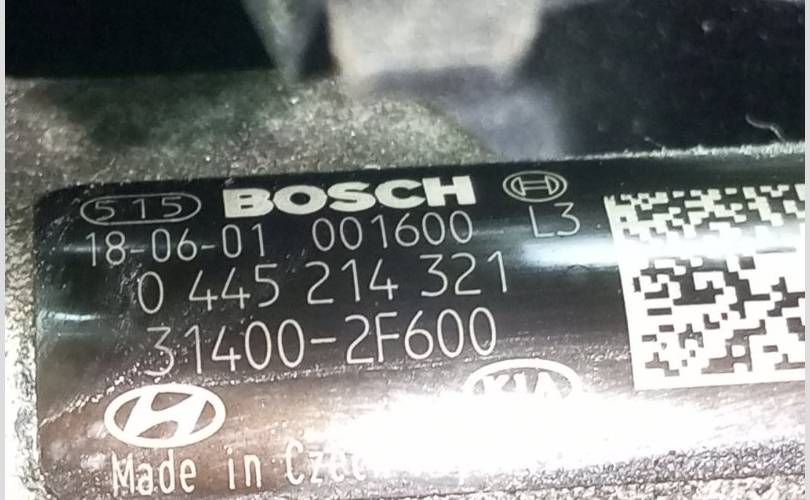 515 BOSCH
18-06-01 001600 L3
0 445 214 321
31400-2F600
KIA
Made in